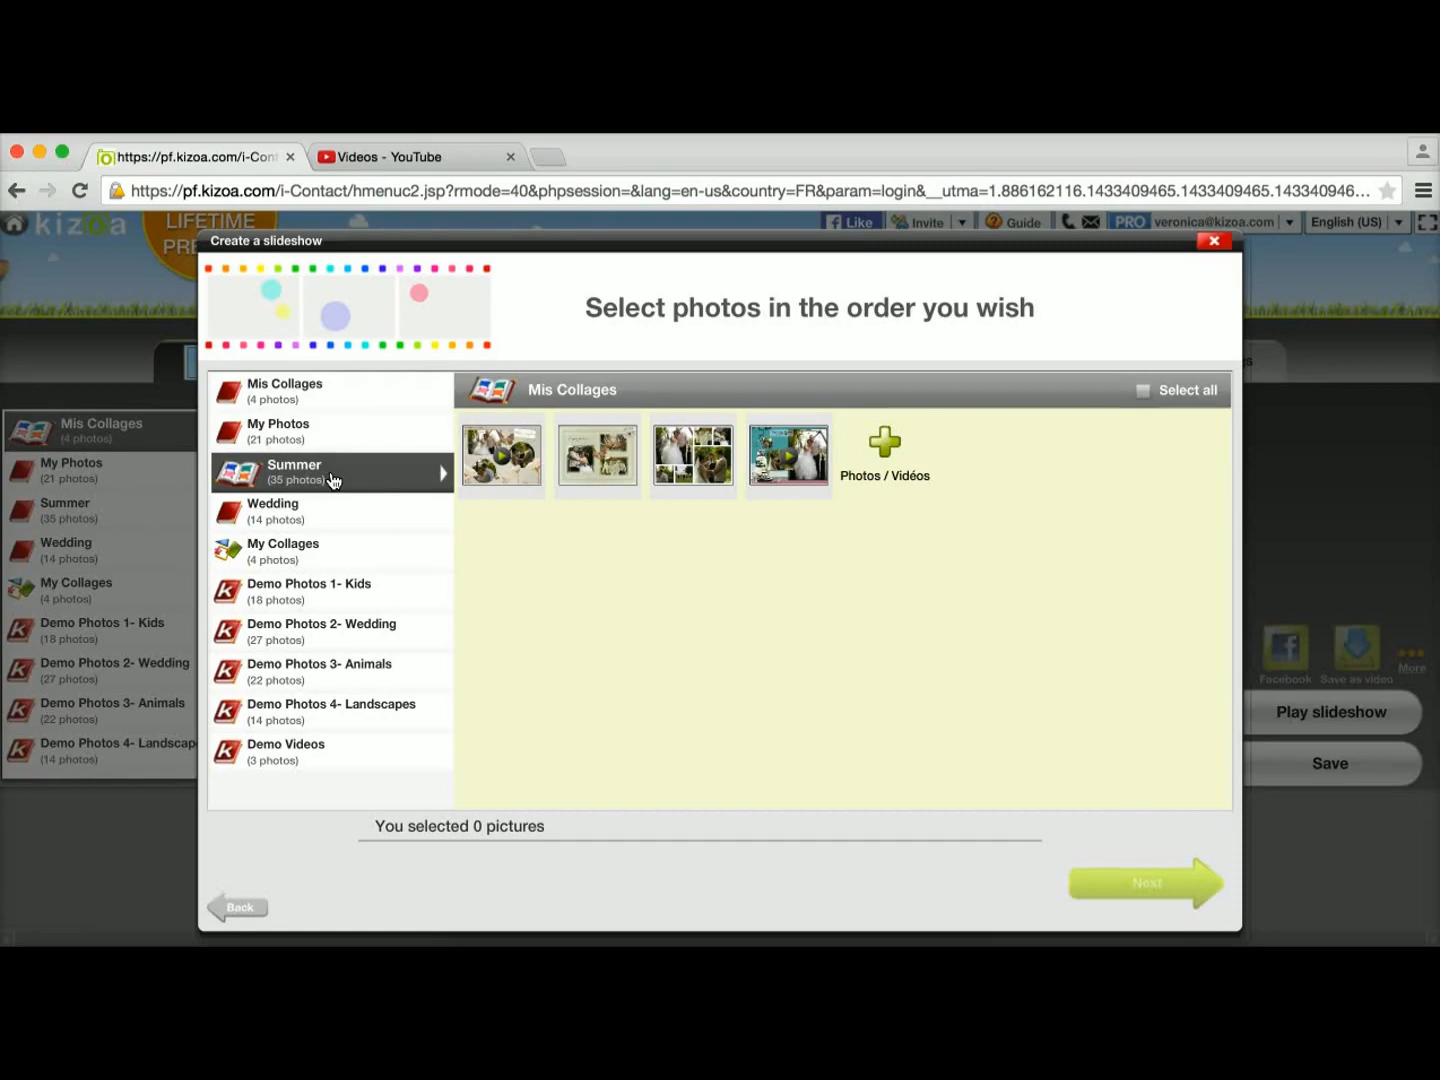 https://pf.kizoa.com/i-Cont
Videos - YouTube
https://pf.kizoa.com/i-Contact/hmenuc2.jsp?rmode=40&phpsession=&lang=en-us&country=FR&param=login&__utma=1.886162116.1433409465.1433409465.143340946...
kizoa
LIFETIME
PRE
Like
Invite
Guide
PRO
veronica@kizoa.com
English (US)
Create a slideshow
Select photos in the order you wish
Mis Collages
(4 photos)
My Photos
(21 photos)
Summer
(35 photos)
Wedding
(14 photos)
My Collages
(4 photos)
Demo Photos 1- Kids
(18 photos)
Demo Photos 2- Wedding
(27 photos)
Demo Photos 3- Animals
(22 photos)
Demo Photos 4- Landscap
(14 photos)
Mis Collages
(4 photos)
My Photos
(21 photos)
Summer
(35 photos)
Wedding
(14 photos)
My Collages
(4 photos)
Demo Photos 1- Kids
(18 photos)
Demo Photos 2- Wedding
(27 photos)
Demo Photos 3- Animals
(22 photos)
Demo Photos 4- Landscapes
(14 photos)
Demo Videos
(3 photos)
Mis Collages
Select all
Photos / Vidéos
You selected 0 pictures
Back
Next
Facebook
Save as video
More
Play slideshow
Save